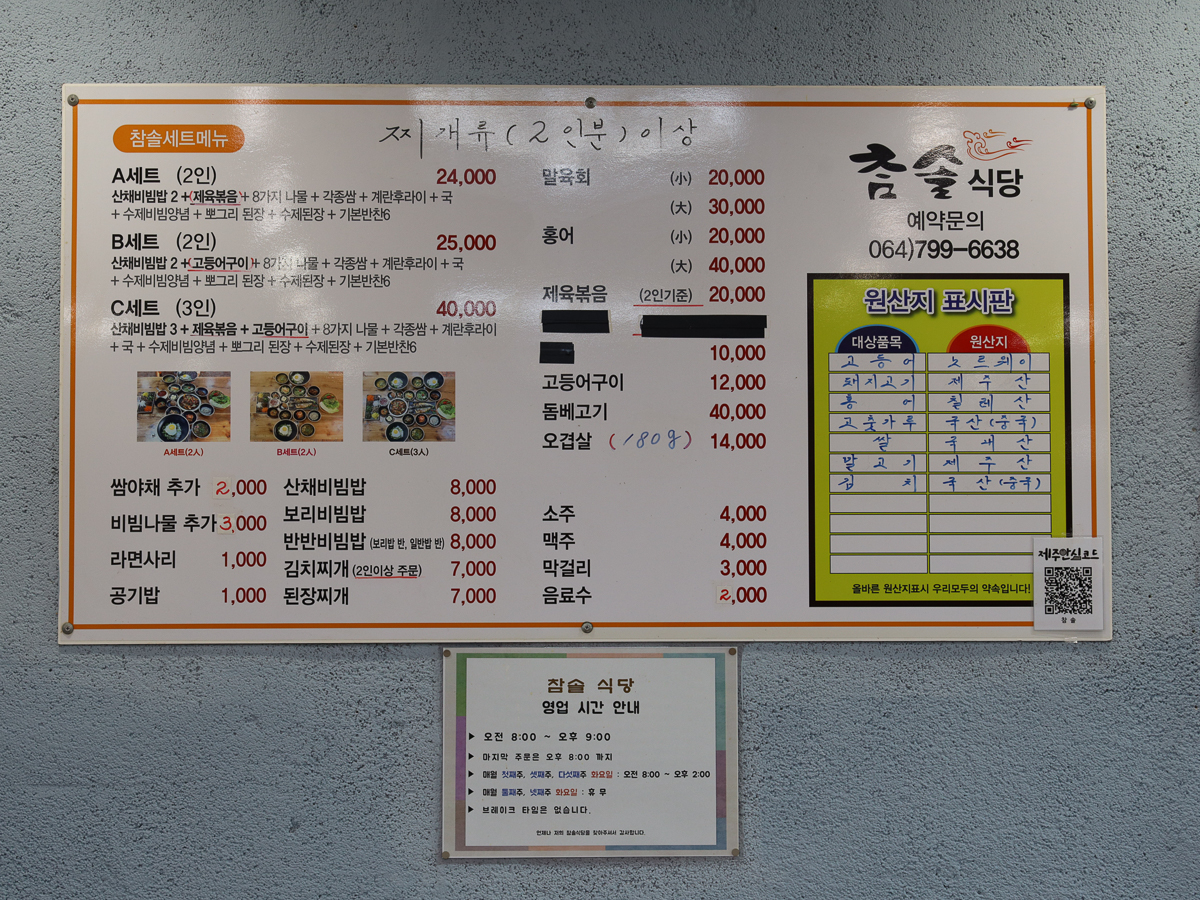 찌개류(2인분)이상
참솔세트메뉴
A세트 (2인) 24,000
산채비빔밥 2 + 제육볶음 + 8가지 나물 + 각종쌈 + 계란후라이 + 국
+ 수제비빔양념 + 뽀그리 된장 + 수제된장 + 기본반찬6
B세트 (2인) 25,000
산채비빔밥 2 + 고등어구이 + 8가지 나물 + 각종쌈 + 계란후라이 + 국
+ 수제비빔양념 + 뽀그리 된장 + 수제된장 + 기본반찬6
C세트 (3인) 40,000
산채비빔밥 3 + 제육볶음 + 고등어구이 + 8가지 나물 + 각종쌈 + 계란후라이
+ 국 + 수제비빔양념 + 뽀그리 된장 + 수제된장 + 기본반찬6
A세트(2인) B세트(2인) C세트(3인)
쌈야채 추가 2,000
비빔나물 추가 3,000
라면사리 1,000
공기밥 1,000
산채비빔밥 8,000
보리비빔밥 8,000
반반비빔밥 (보리밥 반, 일반밥 반) 8,000
김치찌개 (2인이상 주문) 7,000
된장찌개 7,000
말육회 (小) 20,000
(大) 30,000
홍어 (小) 20,000
(大) 40,000
제육볶음 (2인기준) 20,000
10,000
고등어구이 12,000
돔베고기 40,000
오겹살 (180g) 14,000
소주 4,000
맥주 4,000
막걸리 3,000
음료수 2,000
참솔 식당
예약문의
064)799-6638
원산지 표시판
대상품목 원산지
고등어 노르웨이
돼지고기 제주산
홍어 칠레산
고춧가루 국산(중국)
쌀 국내산
말고기 제주산
김치 국산(중국)
올바른 원산지표시 우리모두의 약속입니다!
제주안심코드
참솔
참솔 식당
영업 시간 안내
▶ 오전 8:00 ~ 오후 9:00
▶ 마지막 주문은 오후 8:00 까지
▶ 매월 첫째주, 셋째주, 다섯째주 화요일 : 오전 8:00 ~ 오후 2:00
▶ 매월 둘째주, 넷째주 화요일 : 휴 무
▶ 브레이크 타임은 없습니다.
언제나 저희 참솔식당을 찾아주셔서 감사합니다.